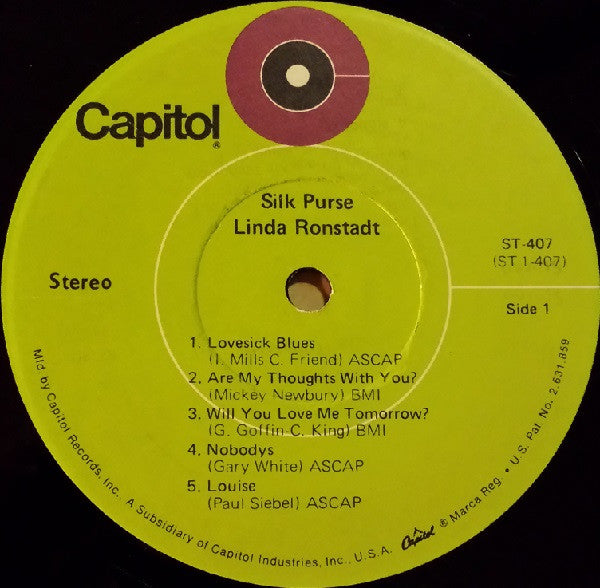 Capitol®
Silk Purse
Linda Ronstadt
Stereo
ST-407
(ST 1-407)
Side 1
1. Lovesick Blues
(I. Mills C. Friend) ASCAP
2. Are My Thoughts With You?
(Mickey Newbury) BMI
3. Will You Love Me Tomorrow?
(G. Goffin-C. King) BMI
4. Nobodys
(Gary White) ASCAP
5. Louise
(Paul Siebel) ASCAP
Mfd. by Capitol Records, Inc. A Subsidiary of Capitol Industries, Inc., U.S.A. Capitol ® Marca Reg. • U.S. Pat. No. 2,631,859